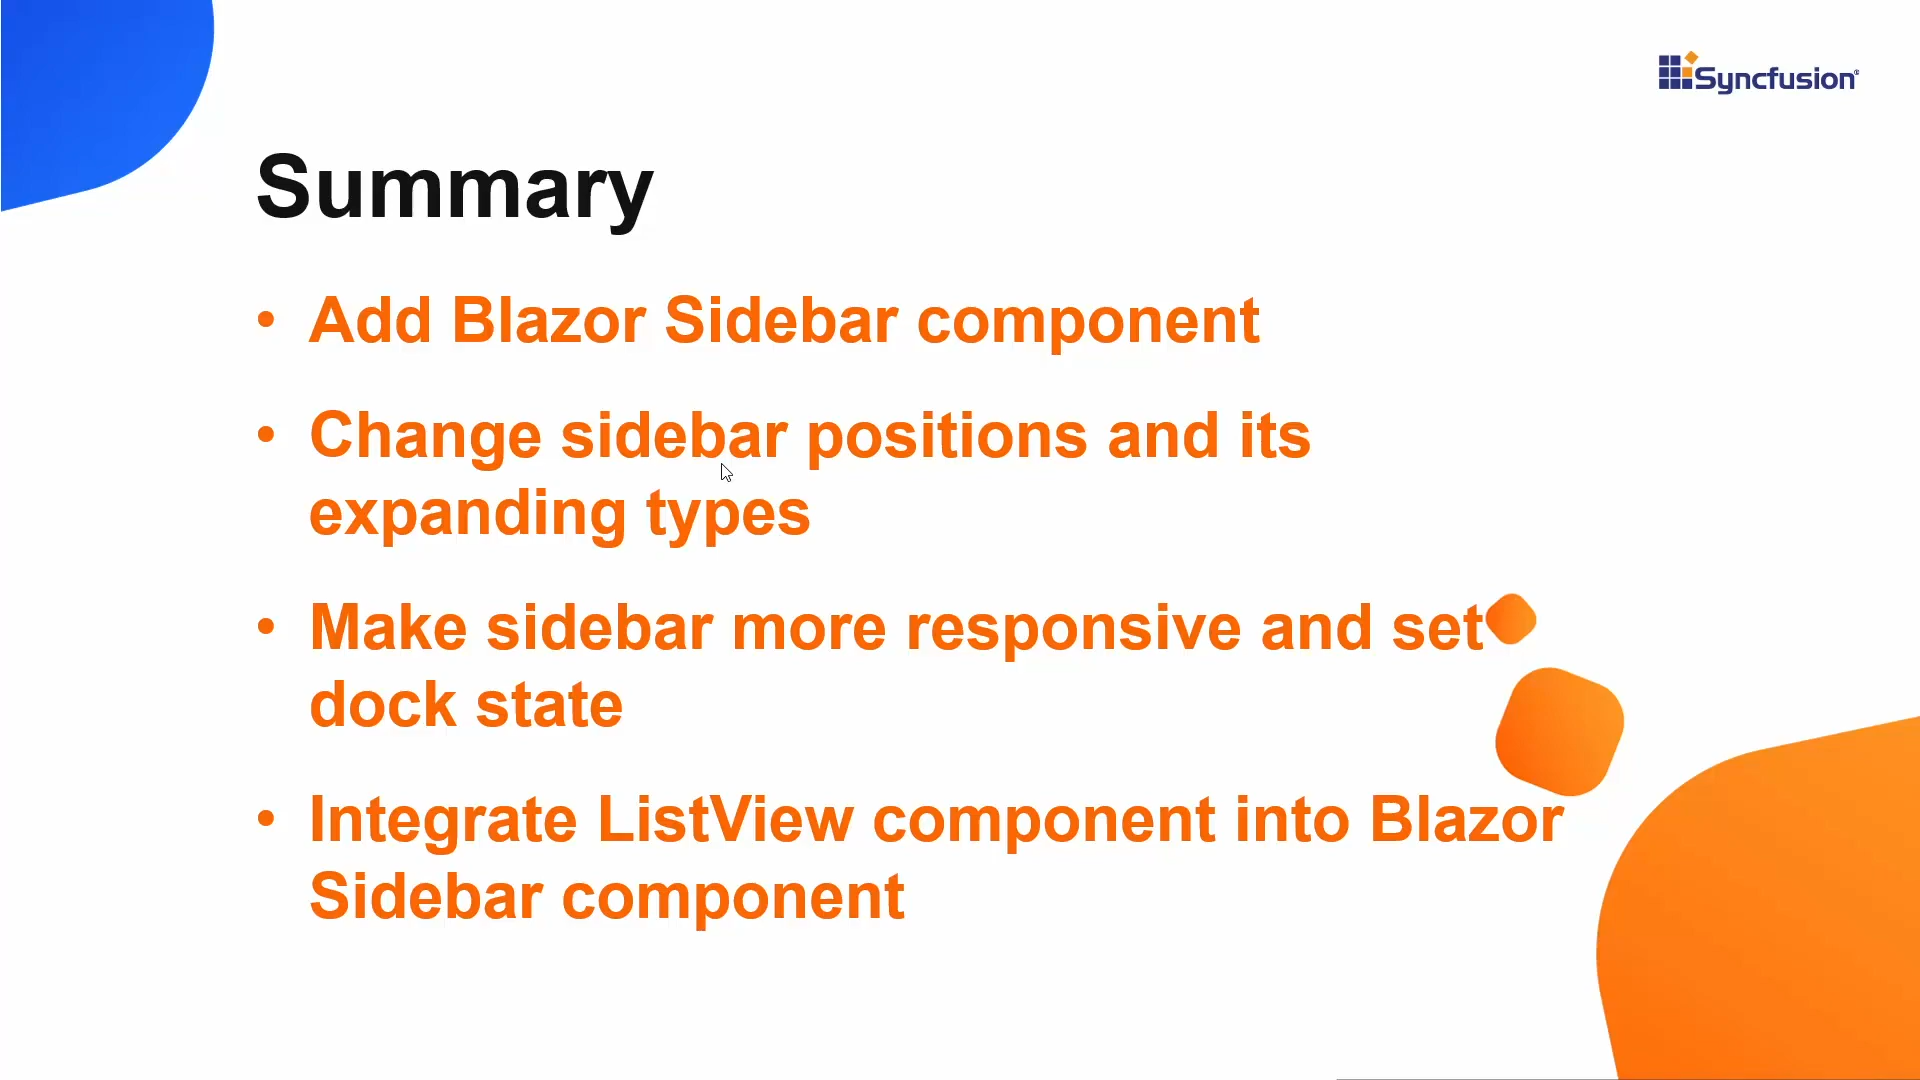 Syncfusion®
Summary
• Add Blazor Sidebar component
• Change sidebar positions and its
expanding types
• Make sidebar more responsive and set
dock state
• Integrate ListView component into Blazor
Sidebar component